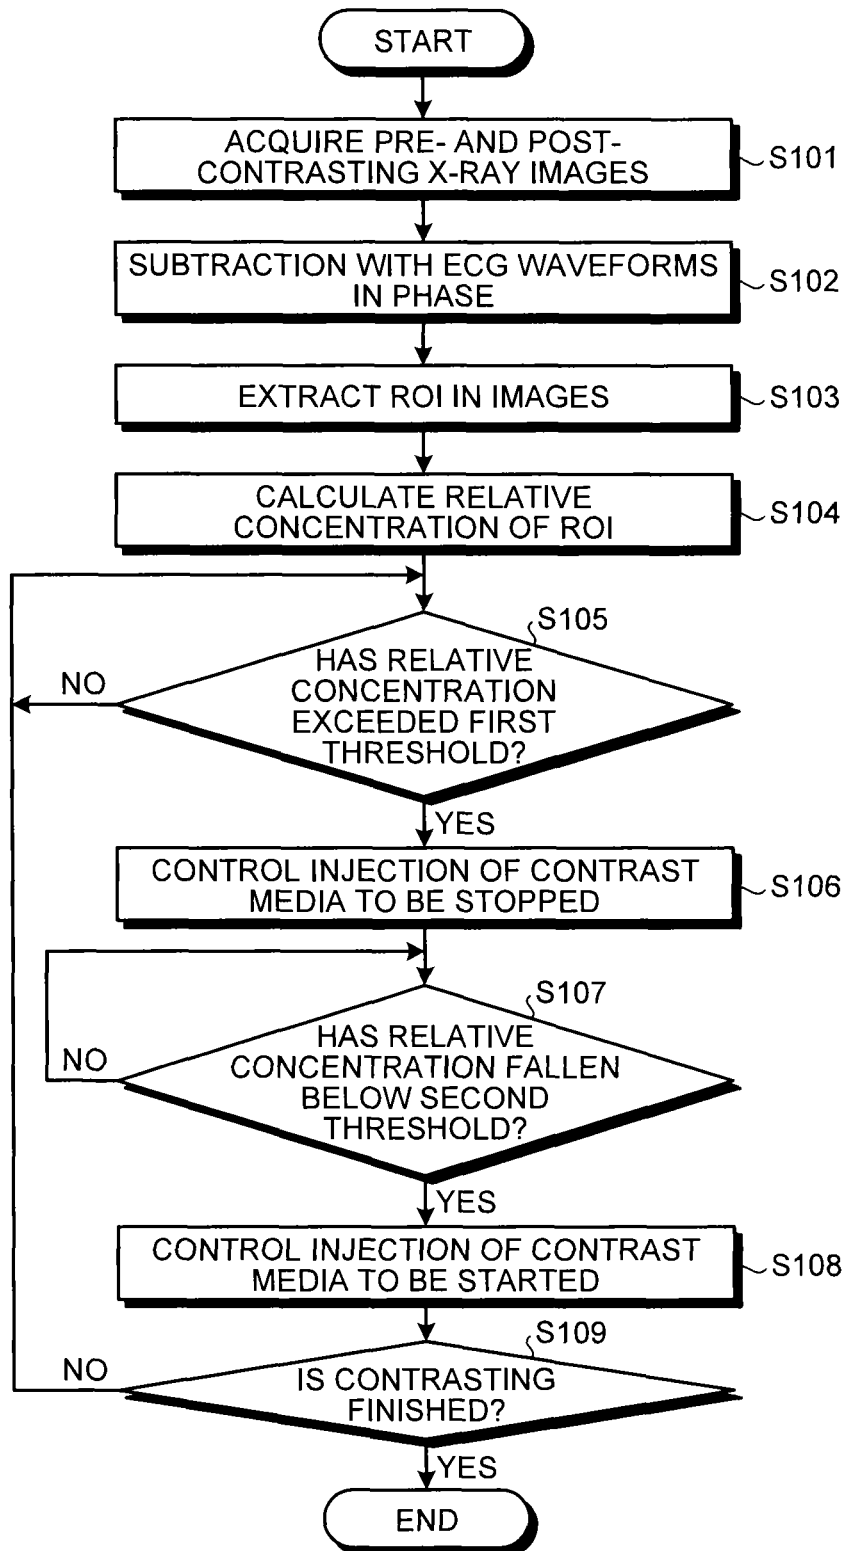 START
ACQUIRE PRE- AND POST-
CONTRASTING X-RAY IMAGES
S101
SUBTRACTION WITH ECG WAVEFORMS
IN PHASE
S102
EXTRACT ROI IN IMAGES
S103
CALCULATE RELATIVE
CONCENTRATION OF ROI
S104
S105
HAS RELATIVE
CONCENTRATION
EXCEEDED FIRST
THRESHOLD?
NO
YES
CONTROL INJECTION OF CONTRAST
MEDIA TO BE STOPPED
S106
S107
HAS RELATIVE
CONCENTRATION FALLEN
BELOW SECOND
THRESHOLD?
NO
YES
CONTROL INJECTION OF CONTRAST
MEDIA TO BE STARTED
S108
S109
IS CONTRASTING
FINISHED?
NO
YES
END